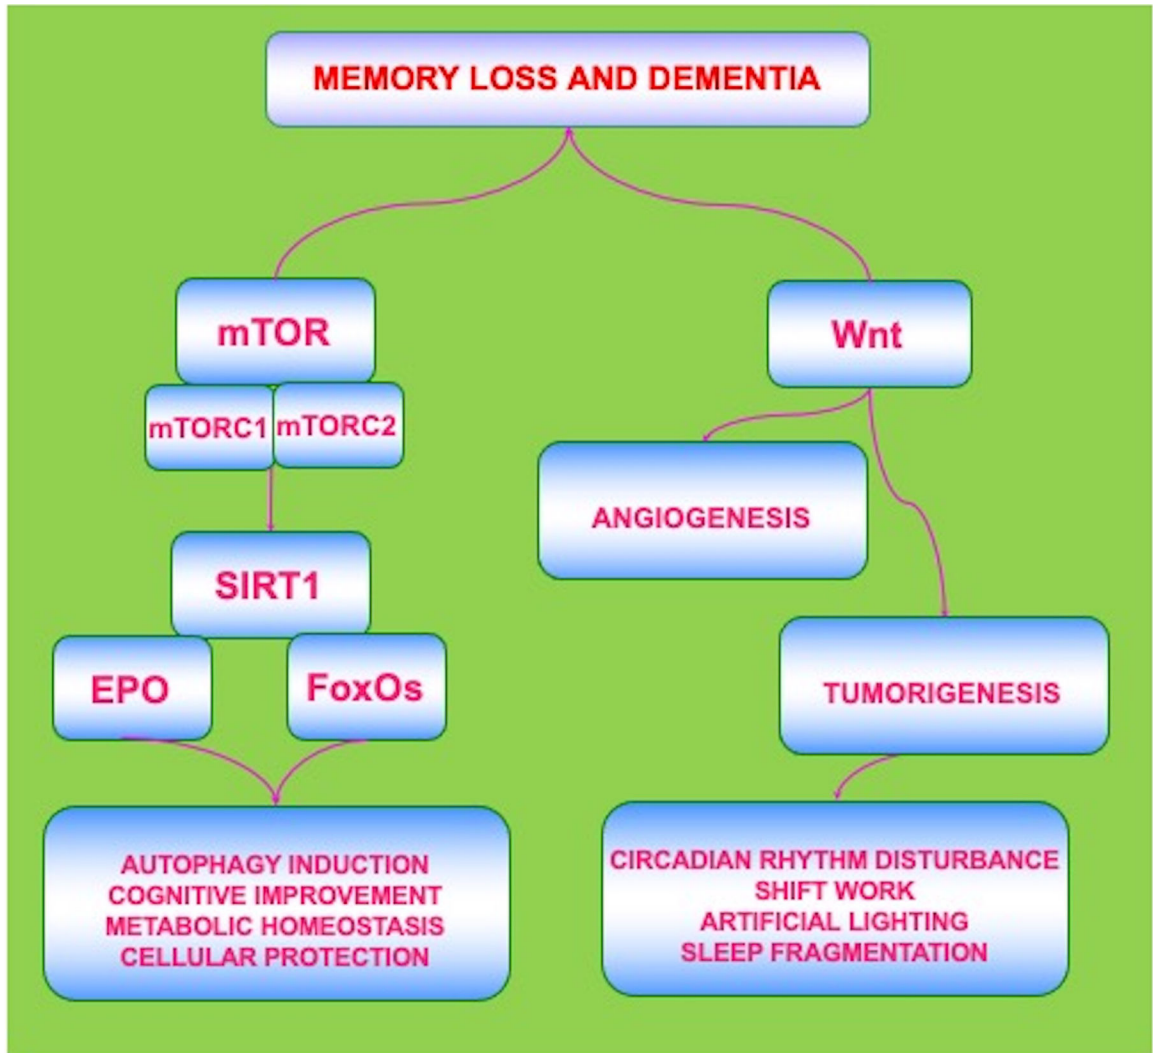 MEMORY LOSS AND DEMENTIA
mTOR
mTORC1
mTORC2
SIRT1
EPO
FoxOs
AUTOPHAGY INDUCTION
COGNITIVE IMPROVEMENT
METABOLIC HOMEOSTASIS
CELLULAR PROTECTION
Wnt
ANGIOGENESIS
TUMORIGENESIS
CIRCADIAN RHYTHM DISTURBANCE
SHIFT WORK
ARTIFICIAL LIGHTING
SLEEP FRAGMENTATION